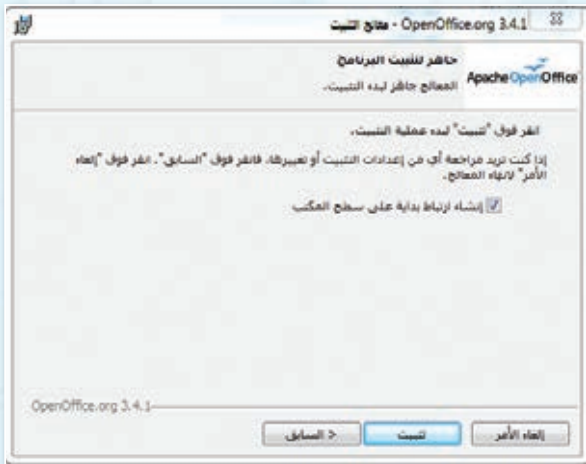 OpenOffice.org 3.4.1 - معالج التثبيت
جاهز لتثبيت البرنامج
المعالج جاهز لبدء التثبيت.
Apache OpenOffice
انقر فوق "تثبيت" لبدء عملية التثبيت.
إذا كنت تريد مراجعة أي من إعدادات التثبيت أو تغييرها، فانقر فوق "السابق". انقر فوق "إلغاء
الأمر" لإنهاء المعالج.
إنشاء ارتباط بداية على سطح المكتب
OpenOffice.org 3.4.1
إلغاء الأمر
تثبيت
< السابق